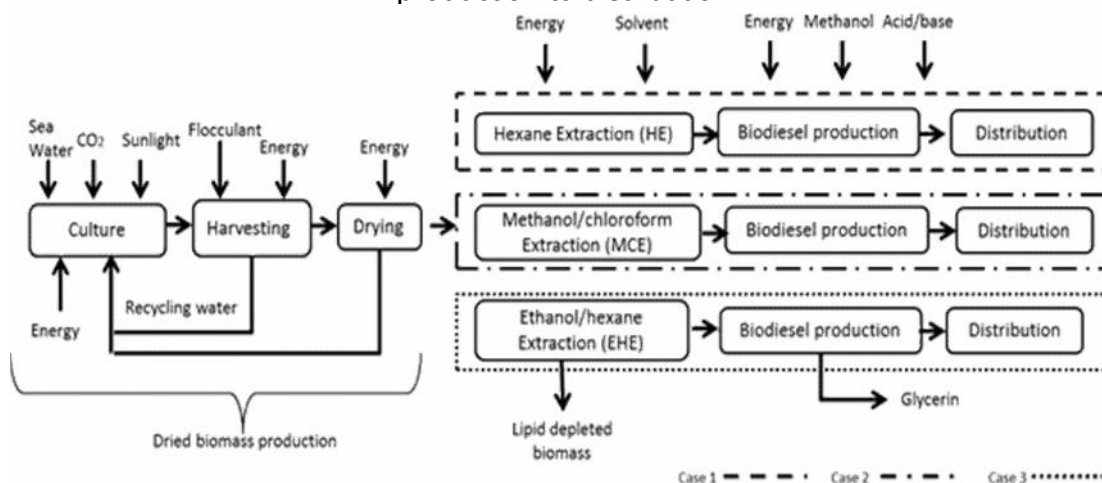 Energy
Solvent
Energy
Methanol
Acid/base
Sea
Water
CO₂
Sunlight
Flocculant
Energy
Energy
Culture
Harvesting
Drying
Energy
Recycling water
Dried biomass production
Hexane Extraction (HE)
Biodiesel production
Distribution
Methanol/chloroform
Extraction (MCE)
Biodiesel production
Distribution
Ethanol/hexane
Extraction (EHE)
Biodiesel production
Distribution
Lipid depleted
biomass
Glycerin
Case 1
Case 2
Case 3